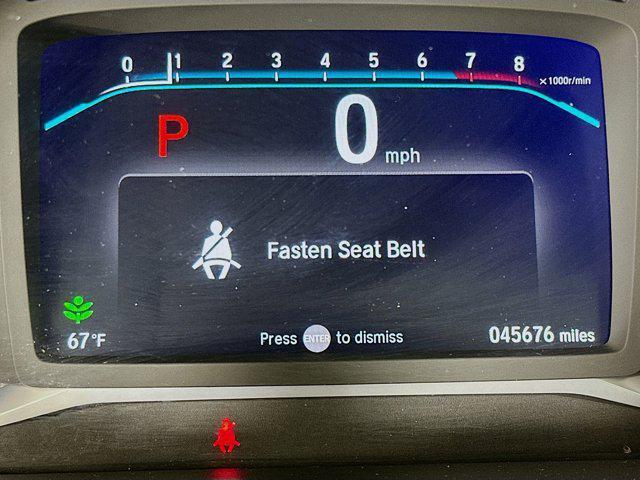 0 1 2 3 4 5 6 7 8
x1000r/min
P 0 mph
Fasten Seat Belt
67°F Press ENTER to dismiss 045676 miles